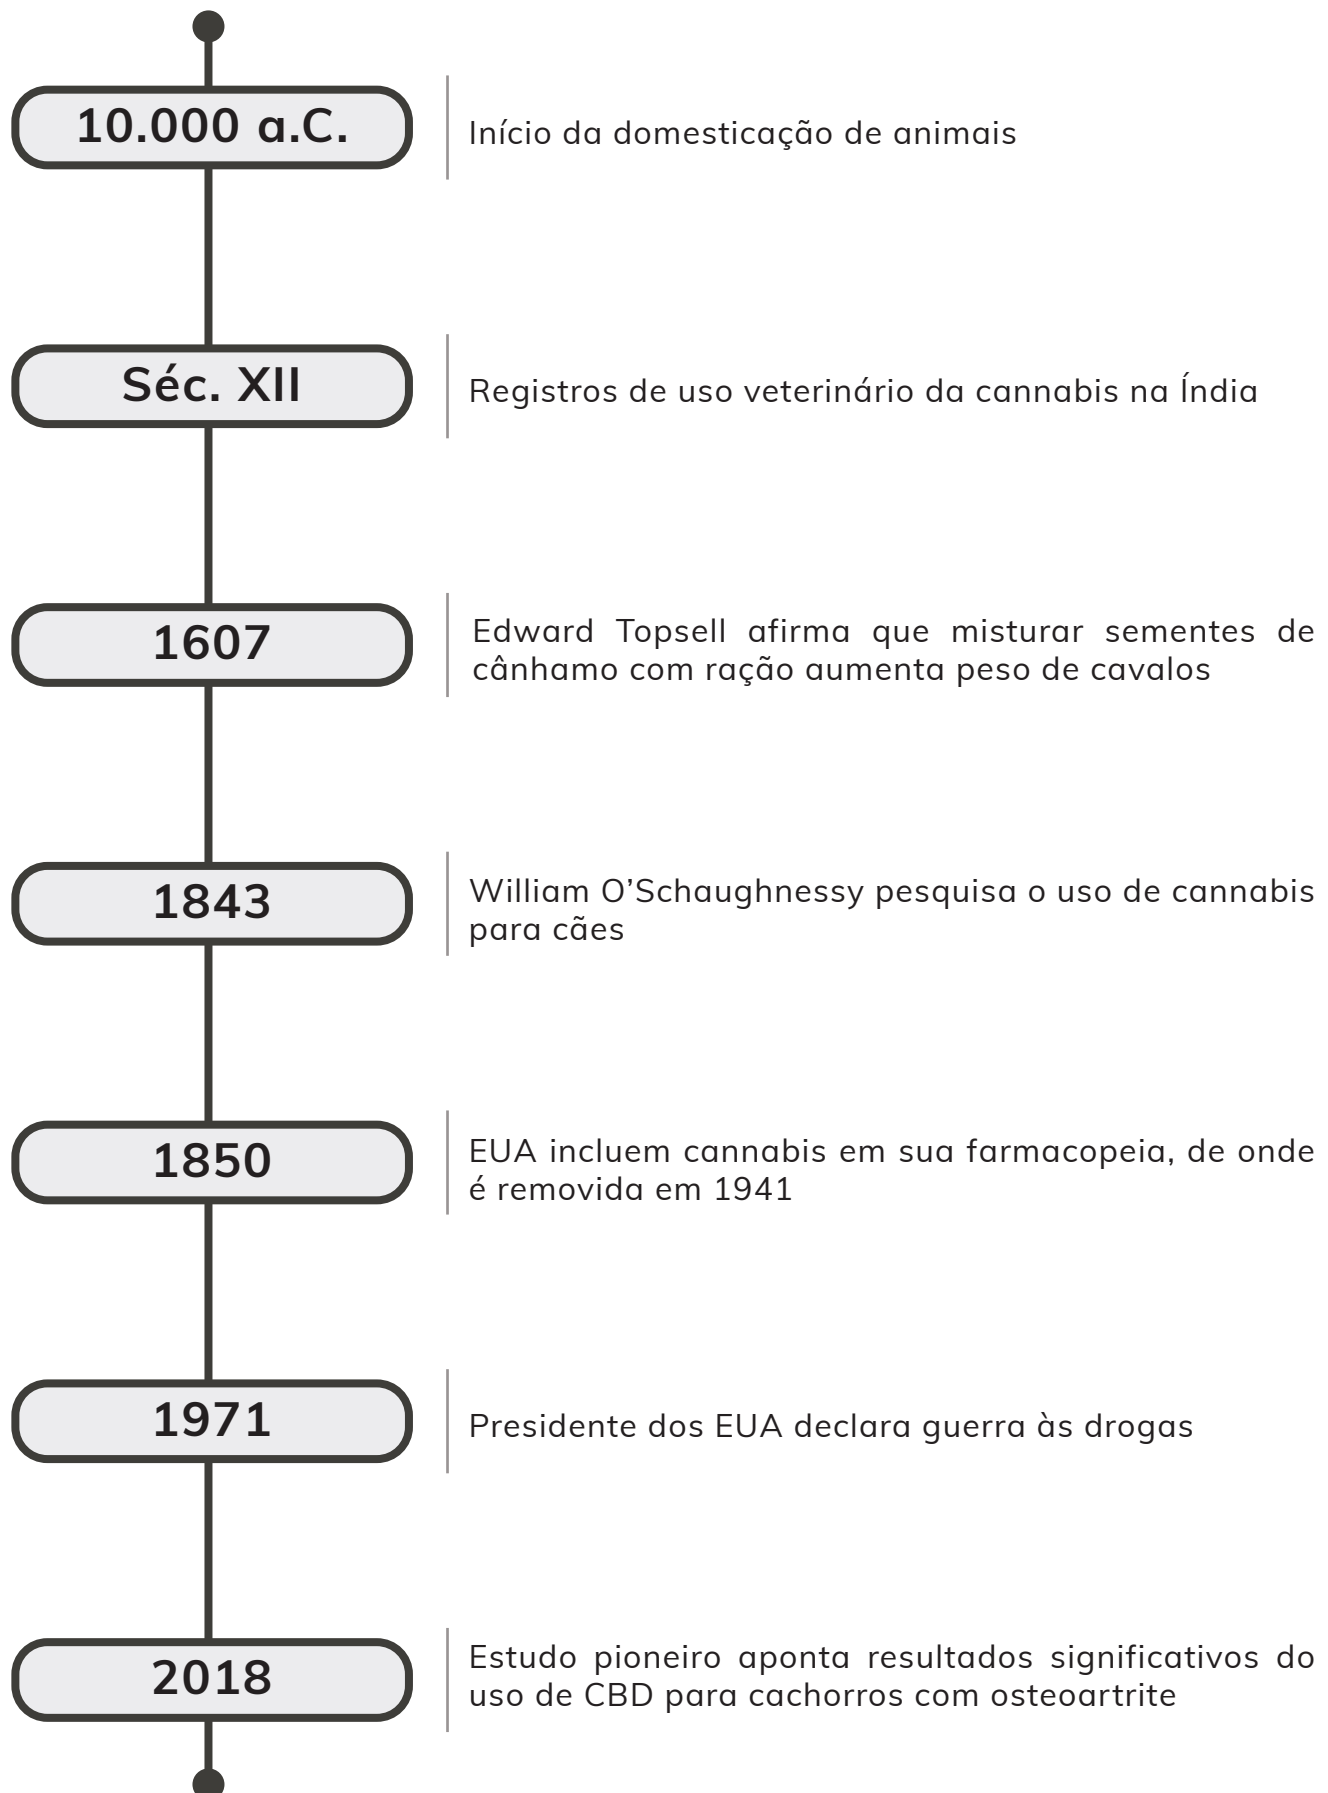 10.000 a.C.
Início da domesticação de animais
Séc. XII
Registros de uso veterinário da cannabis na Índia
1607
Edward Topsell afirma que misturar sementes de
cânhamo com ração aumenta peso de cavalos
1843
William O’Schaughnessy pesquisa o uso de cannabis
para cães
1850
EUA incluem cannabis em sua farmacopeia, de onde
é removida em 1941
1971
Presidente dos EUA declara guerra às drogas
2018
Estudo pioneiro aponta resultados significativos do
uso de CBD para cachorros com osteoartrite